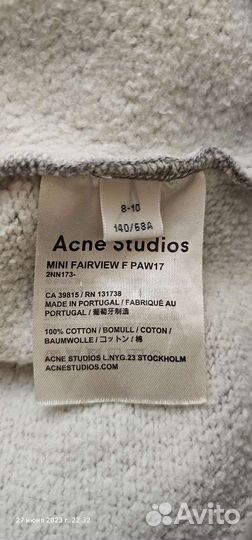 8-10
140/68A
Acne Studios
MINI FAIRVIEW F PAW17
2NN173-
CA 39815 / RN 131738
MADE IN PORTUGAL / FABRIQUÉ AU
PORTUGAL / 葡萄牙制造
100% COTTON / BOMULL / COTON /
BAUMWOLLE / コットン / 棉
ACNE STUDIOS L.NYG.23 STOCKHOLM
ACNESTUDIOS.COM
27 июня 2023 г. 22:32
Avito